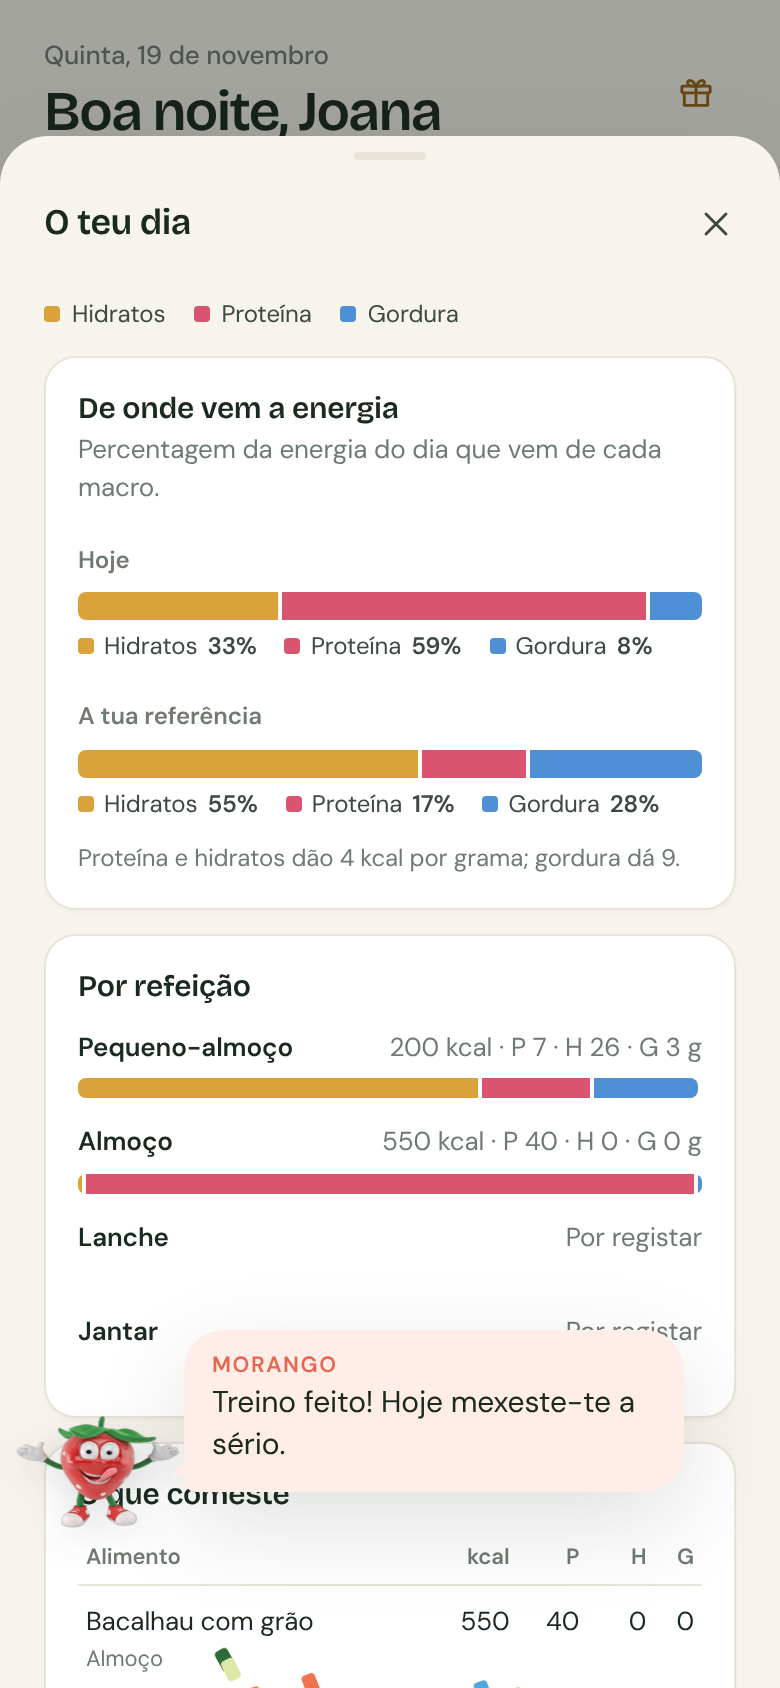 Quinta, 19 de novembro
Boa noite, Joana
O teu dia
Hidratos Proteína Gordura
De onde vem a energia
Percentagem da energia do dia que vem de cada
macro.
Hoje
Hidratos 33% Proteína 59% Gordura 8%
A tua referência
Hidratos 55% Proteína 17% Gordura 28%
Proteína e hidratos dão 4 kcal por grama; gordura dá 9.
Por refeição
Pequeno-almoço 200 kcal · P 7 · H 26 · G 3 g
Almoço 550 kcal · P 40 · H 0 · G 0 g
Lanche Por registar
Jantar Por registar
MORANGO
Treino feito! Hoje mexeste-te a
sério.
O que comeste
Alimento kcal P H G
Bacalhau com grão 550 40 0 0
Almoço